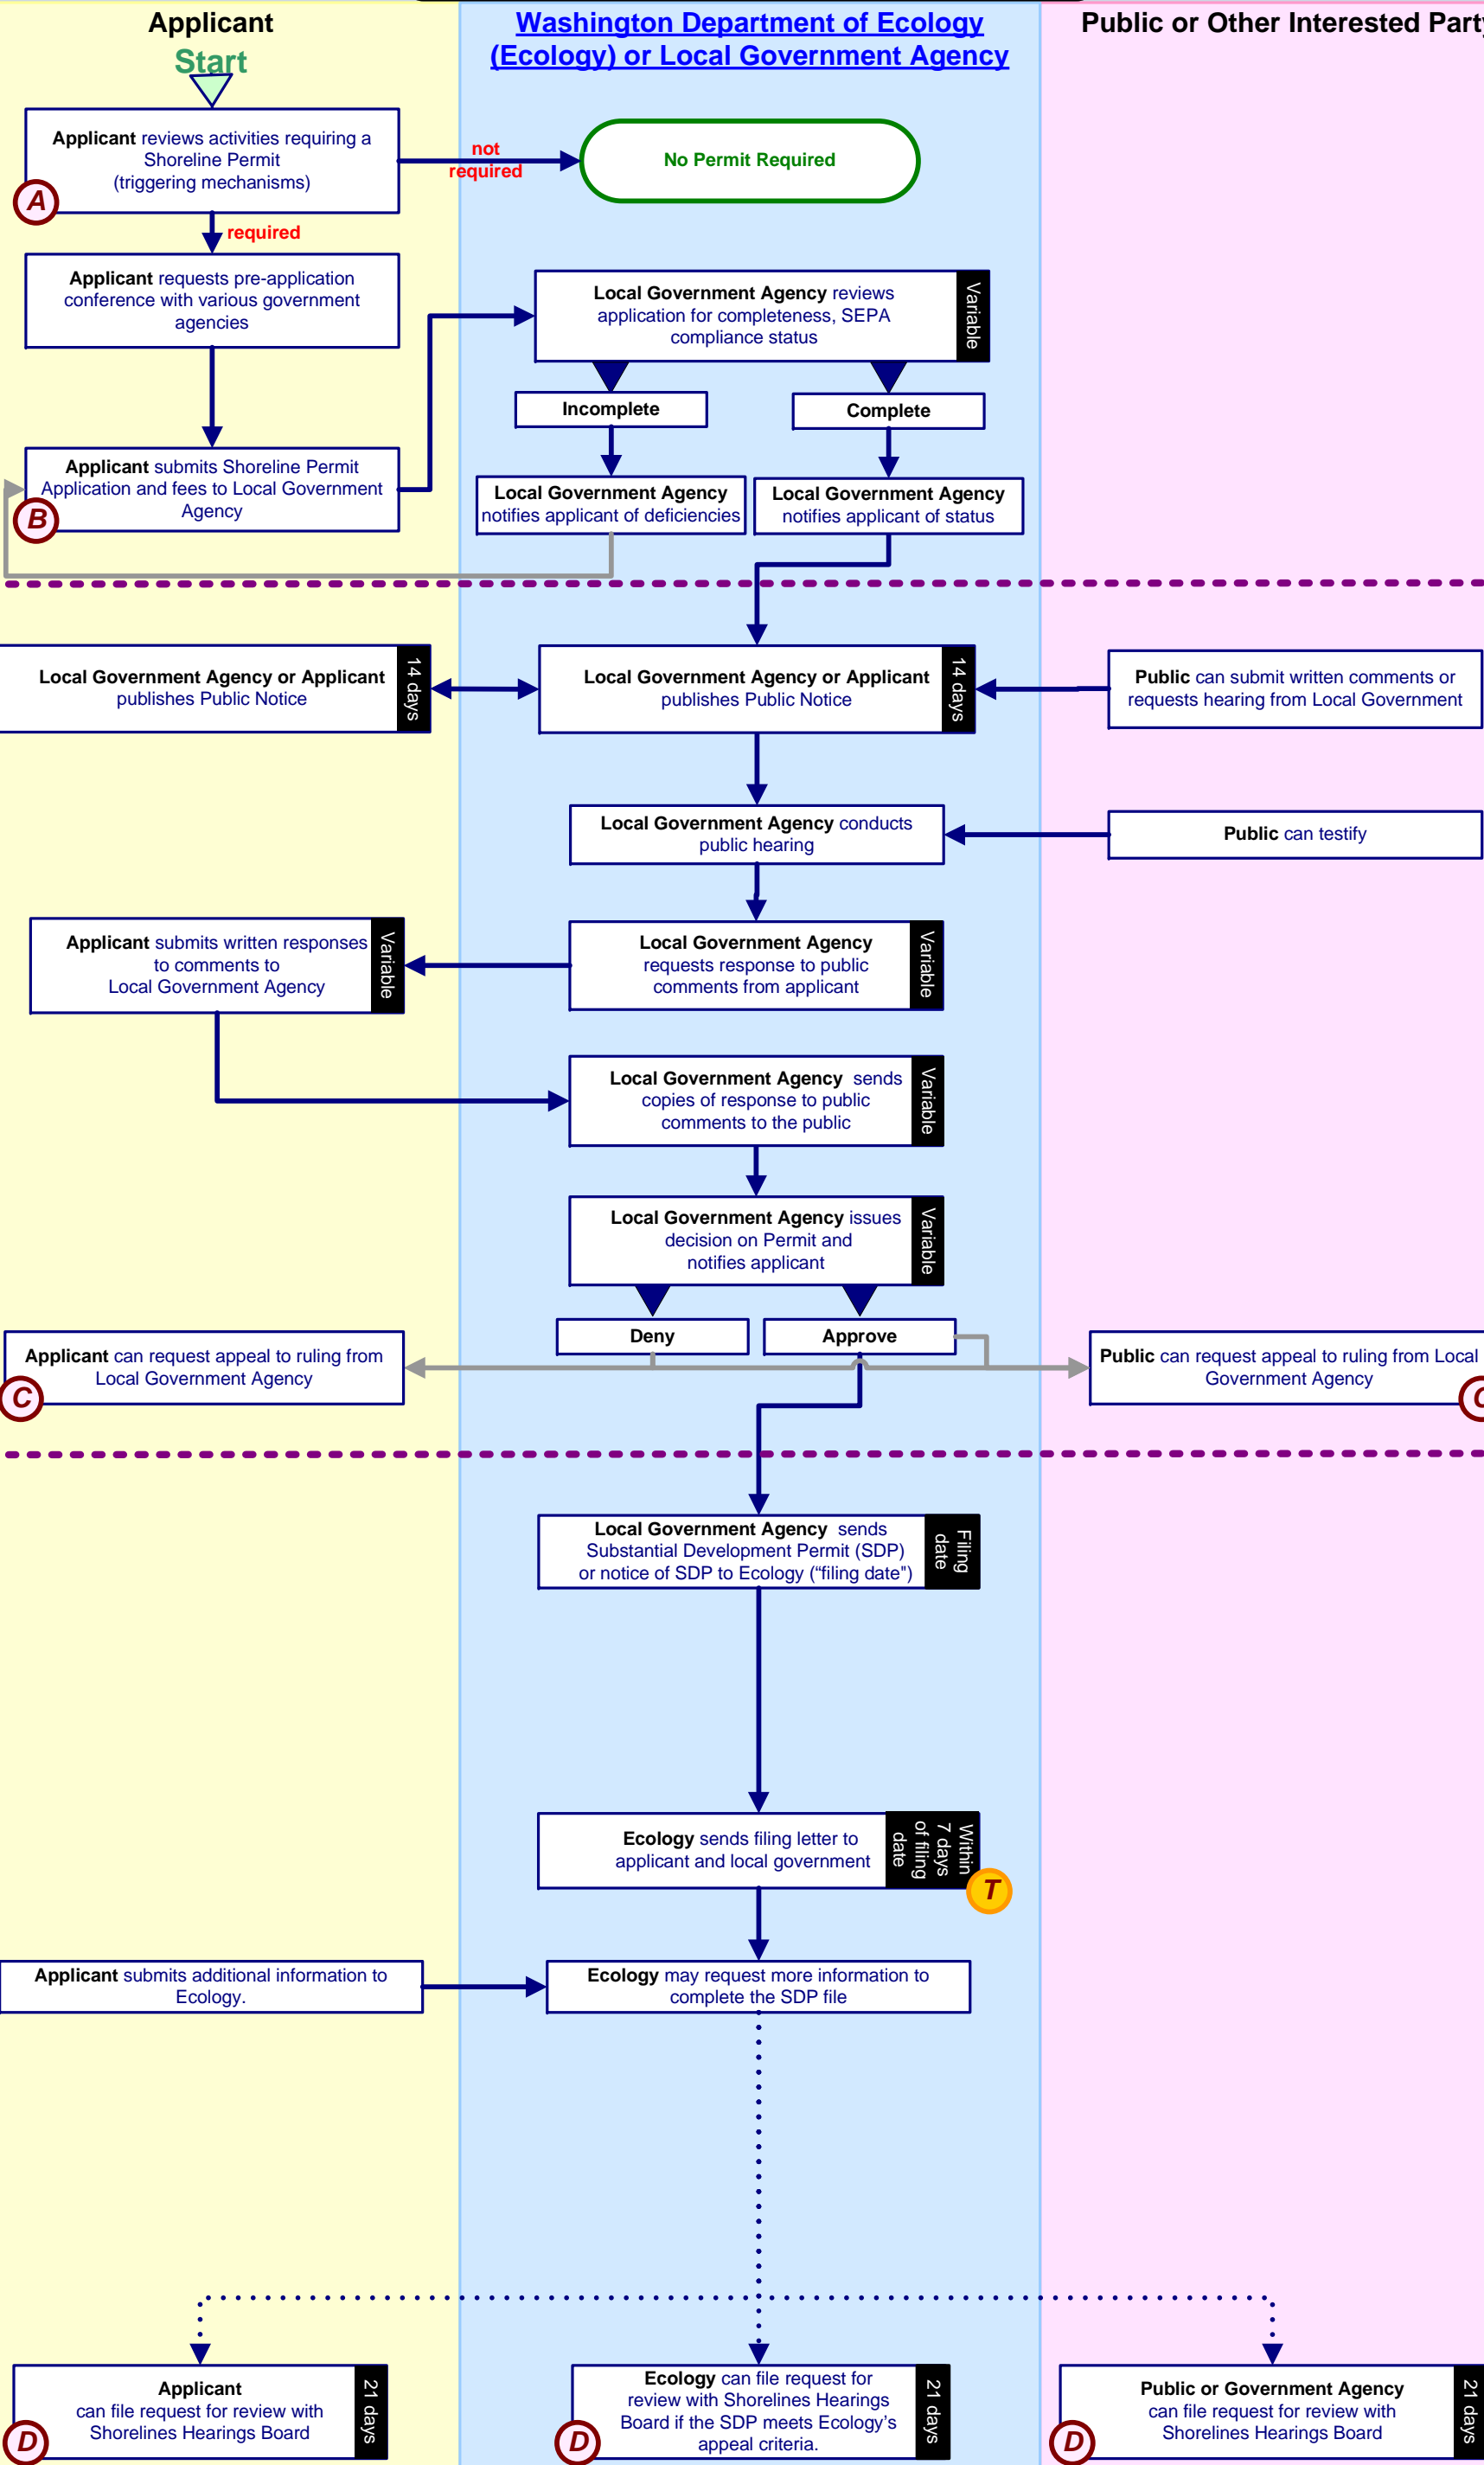 Applicant
Start
Washington Department of Ecology
(Ecology) or Local Government Agency
Public or Other Interested Party
Applicant reviews activities requiring a
Shoreline Permit
(triggering mechanisms)
A
not
required
No Permit Required
required
Applicant requests pre-application
conference with various government
agencies
Local Government Agency reviews
application for completeness, SEPA
compliance status
Variable
Incomplete
Complete
Applicant submits Shoreline Permit
Application and fees to Local Government
Agency
B
Local Government Agency
notifies applicant of deficiencies
Local Government Agency
notifies applicant of status
Local Government Agency or Applicant
publishes Public Notice
14 days
Local Government Agency or Applicant
publishes Public Notice
14 days
Public can submit written comments or
requests hearing from Local Government
Local Government Agency conducts
public hearing
Public can testify
Applicant submits written responses
to comments to
Local Government Agency
Variable
Local Government Agency
requests response to public
comments from applicant
Variable
Local Government Agency sends
copies of response to public
comments to the public
Variable
Local Government Agency issues
decision on Permit and
notifies applicant
Variable
Deny
Approve
Applicant can request appeal to ruling from
Local Government Agency
C
Public can request appeal to ruling from Local
Government Agency
C
Local Government Agency sends
Substantial Development Permit (SDP)
or notice of SDP to Ecology (“filing date")
Filing
date
Ecology sends filing letter to
applicant and local government
Within
7 days
of filing
date
T
Applicant submits additional information to
Ecology.
Ecology may request more information to
complete the SDP file
Applicant
can file request for review with
Shorelines Hearings Board
21 days
D
Ecology can file request for
review with Shorelines Hearings
Board if the SDP meets Ecology’s
appeal criteria.
21 days
D
Public or Government Agency
can file request for review with
Shorelines Hearings Board
21 days
D